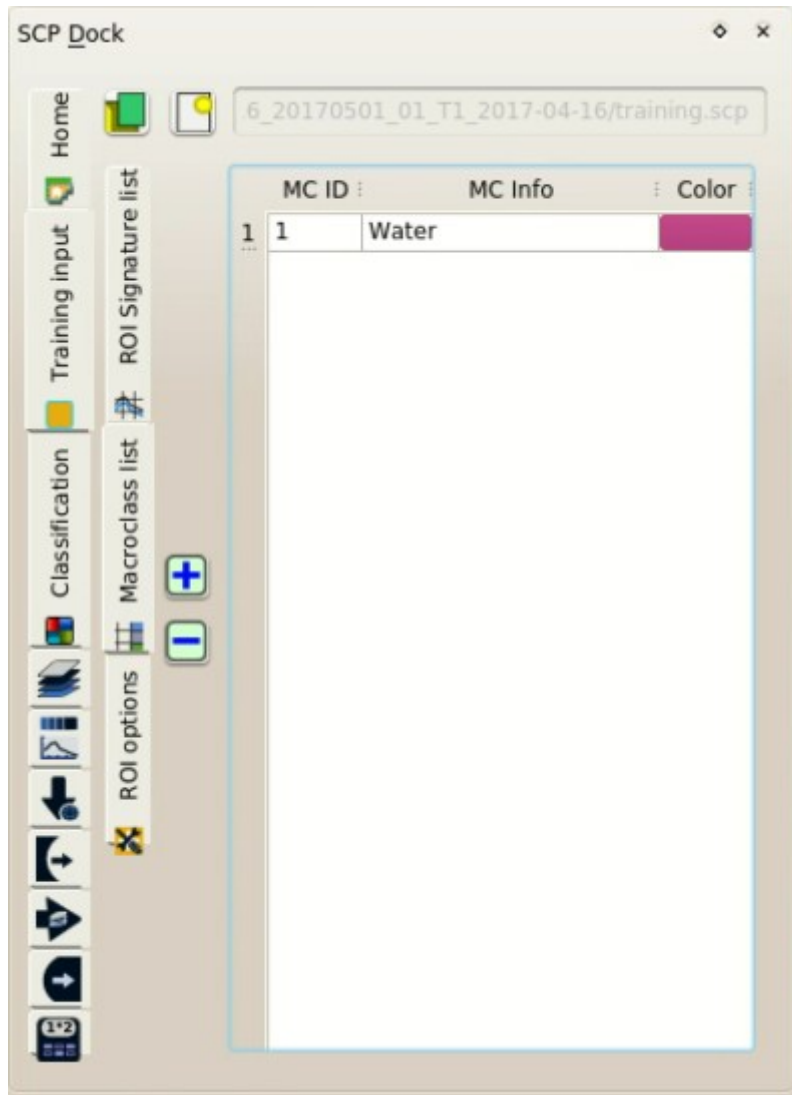 SCP Dock
Home
Training input
Classification
ROI Signature list
Macroclass list
ROI options
6_20170501_01_T1_2017-04-16/training.scp
MC ID MC Info Color
1 1 Water
1*2